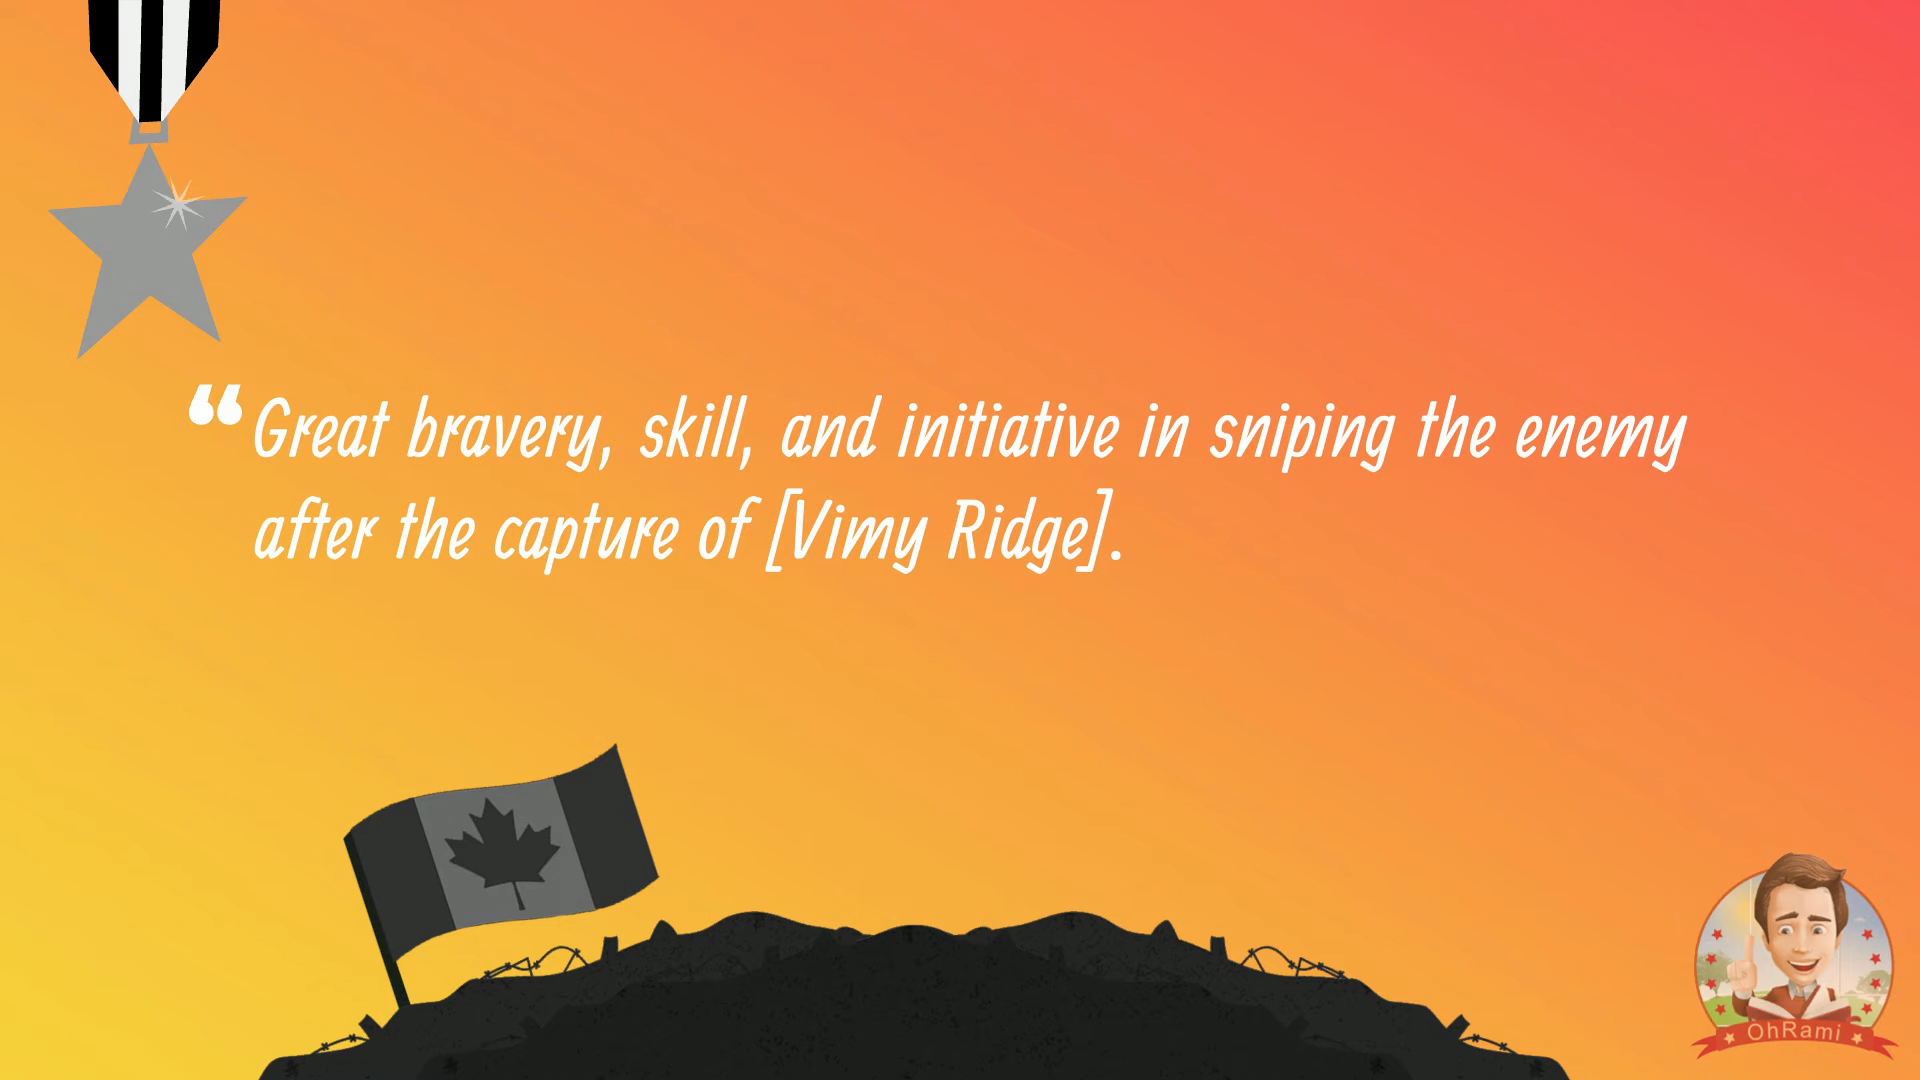 “Great bravery, skill, and initiative in sniping the enemy
after the capture of [Vimy Ridge].
OhRami